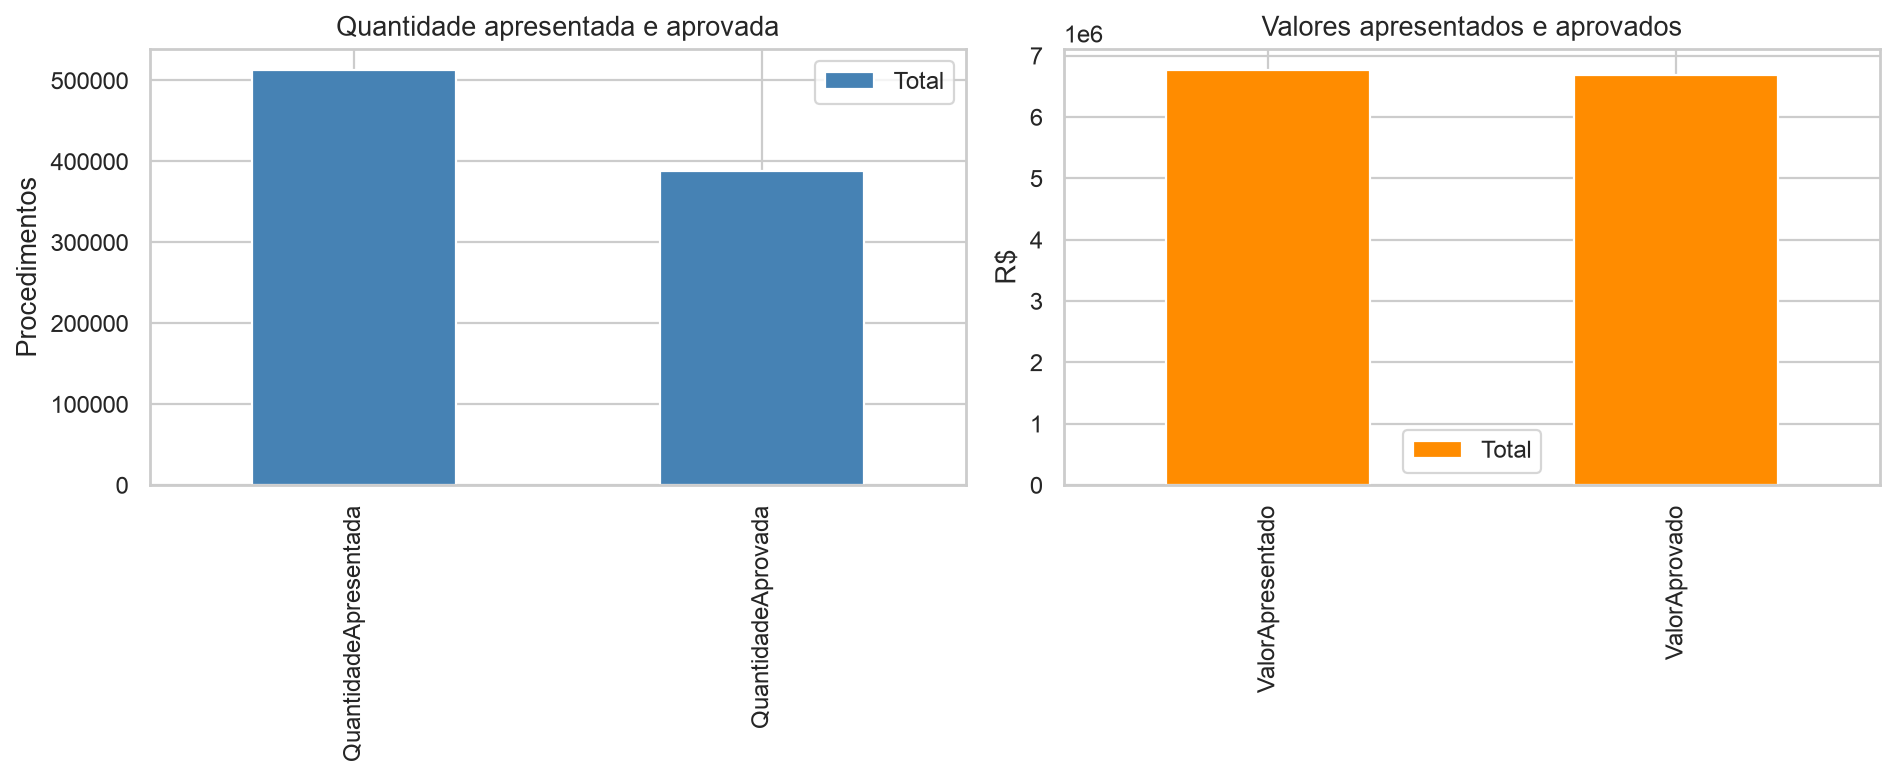 Quantidade apresentada e aprovada
Procedimentos
500000
400000
300000
200000
100000
0
Total
QuantidadeApresentada
QuantidadeAprovada
Valores apresentados e aprovados
1e6
R$
7
6
5
4
3
2
1
0
Total
ValorApresentado
ValorAprovado